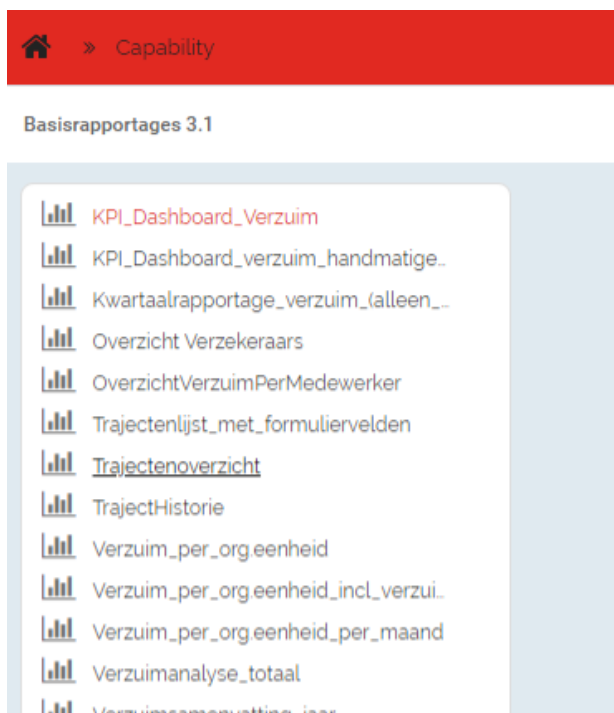 » Capability
Basisrapportages 3.1
KPI_Dashboard_Verzuim
KPI_Dashboard_verzuim_handmatige...
Kwartaalrapportage_verzuim_(alleen_...
Overzicht Verzekeraars
OverzichtVerzuimPerMedewerker
Trajectenlijst_met_formuliervelden
Trajectenoverzicht
TrajectHistorie
Verzuim_per_org.eenheid
Verzuim_per_org.eenheid_incl_verzui...
Verzuim_per_org.eenheid_per_maand
Verzuimanalyse_totaal
Verzuimsamenvatting_jaar